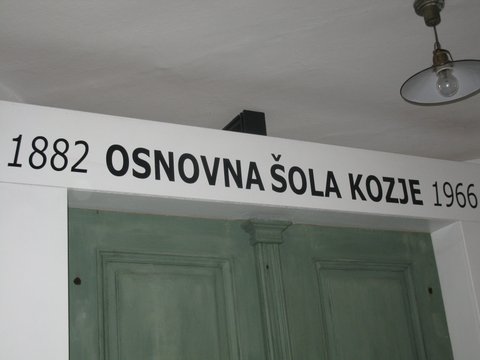 1882 OSNOVNA ŠOLA KOZJE 1966